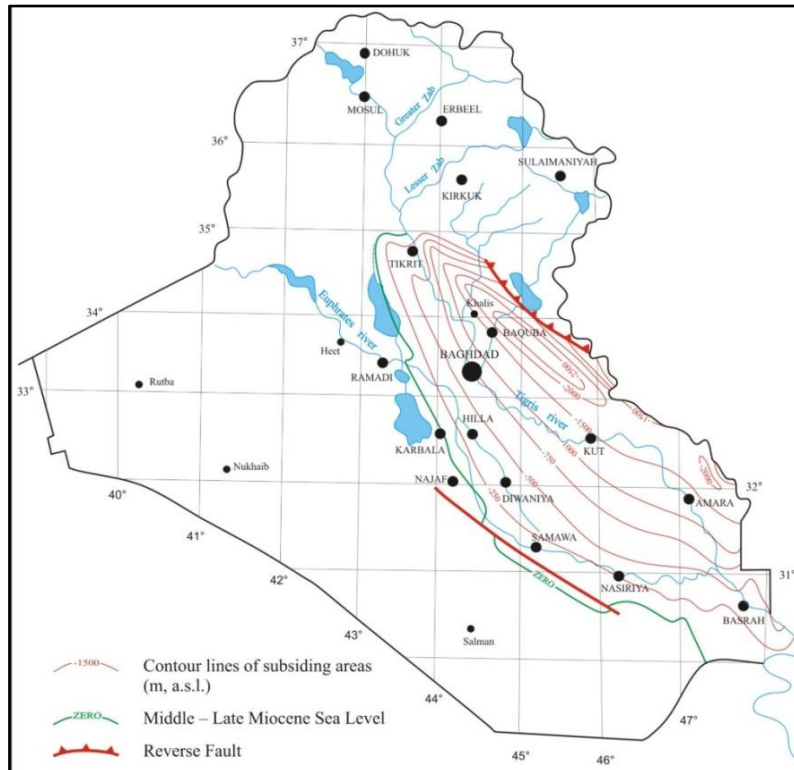 37°
DOHUK
MOSUL
Greater Zab
ERBEEL
36°
SULAIMANIYAH
Lesser Zab
KIRKUK
35°
TIKRIT
34°
Khalis
BAQUBA
Euphrates river
Heet
BAGHDAD
RAMADI
33°
Rutba
Tigris river
-2500
-2000
-1500
-1500
-1000
-750
-500
-250
HILLA
KARBALA
KUT
-2000
Nukhaib
NAJAF
DIWANIYA
32°
AMARA
40°
41°
SAMAWA
31°
42°
NASIRIYA
ZERO
BASRAH
43°
Salman
44°
47°
45°
46°
-1500
Contour lines of subsiding areas
(m, a.s.l.)
ZERO
Middle – Late Miocene Sea Level
Reverse Fault